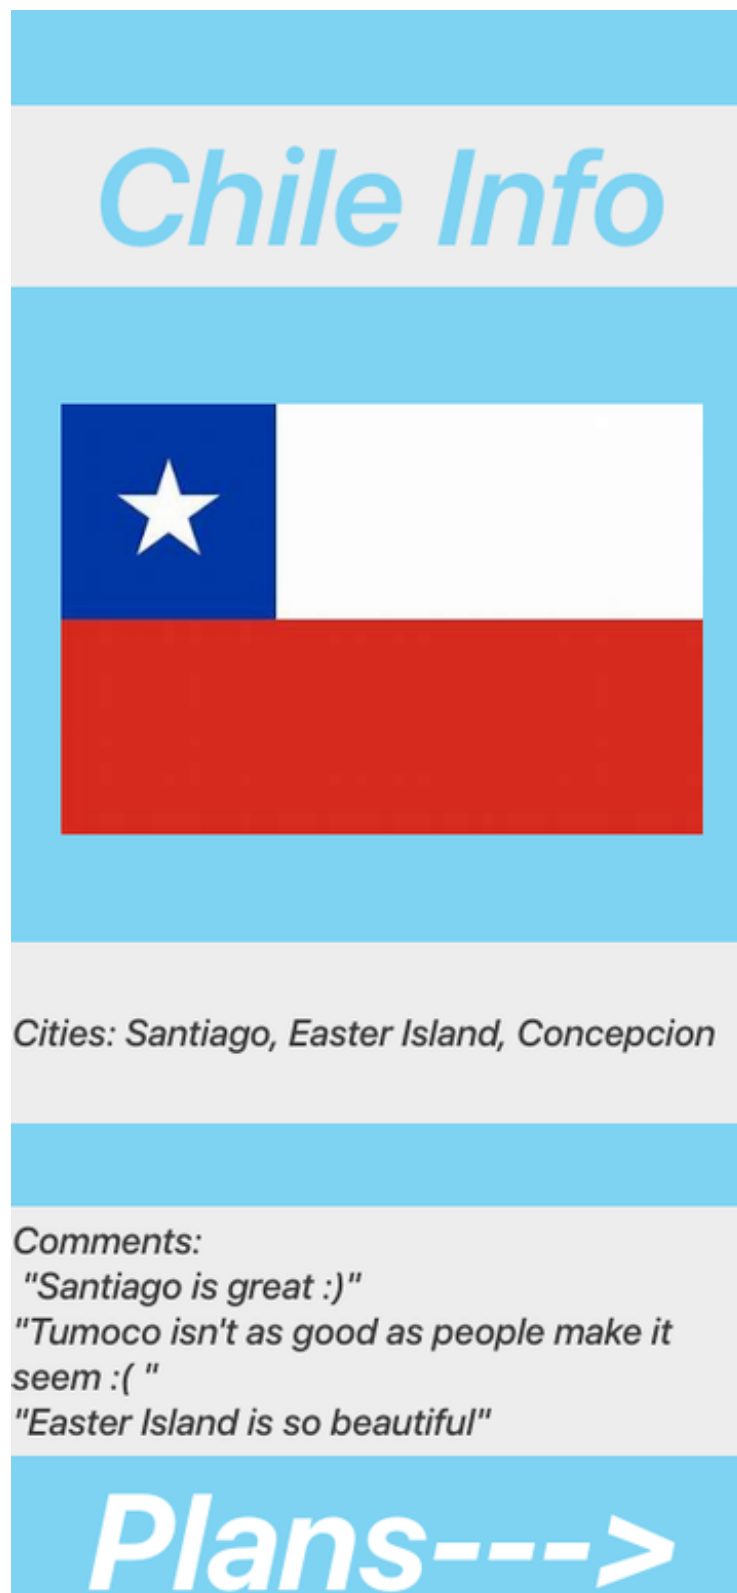 Chile Info
Cities: Santiago, Easter Island, Concepcion
Comments:
"Santiago is great :)"
"Tumoco isn't as good as people make it
seem :( "
"Easter Island is so beautiful"
Plans--->